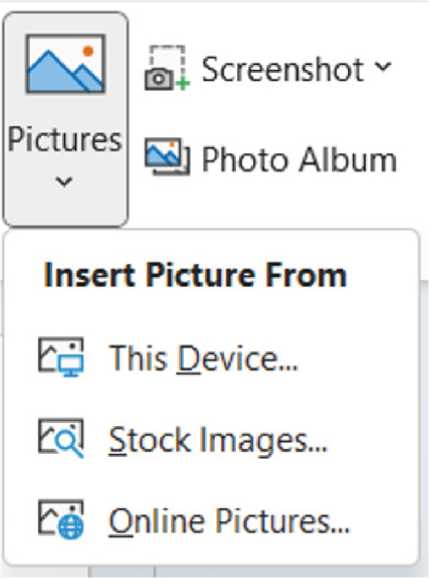 Pictures
Screenshot
Photo Album
Insert Picture From
This Device...
Stock Images...
Online Pictures...